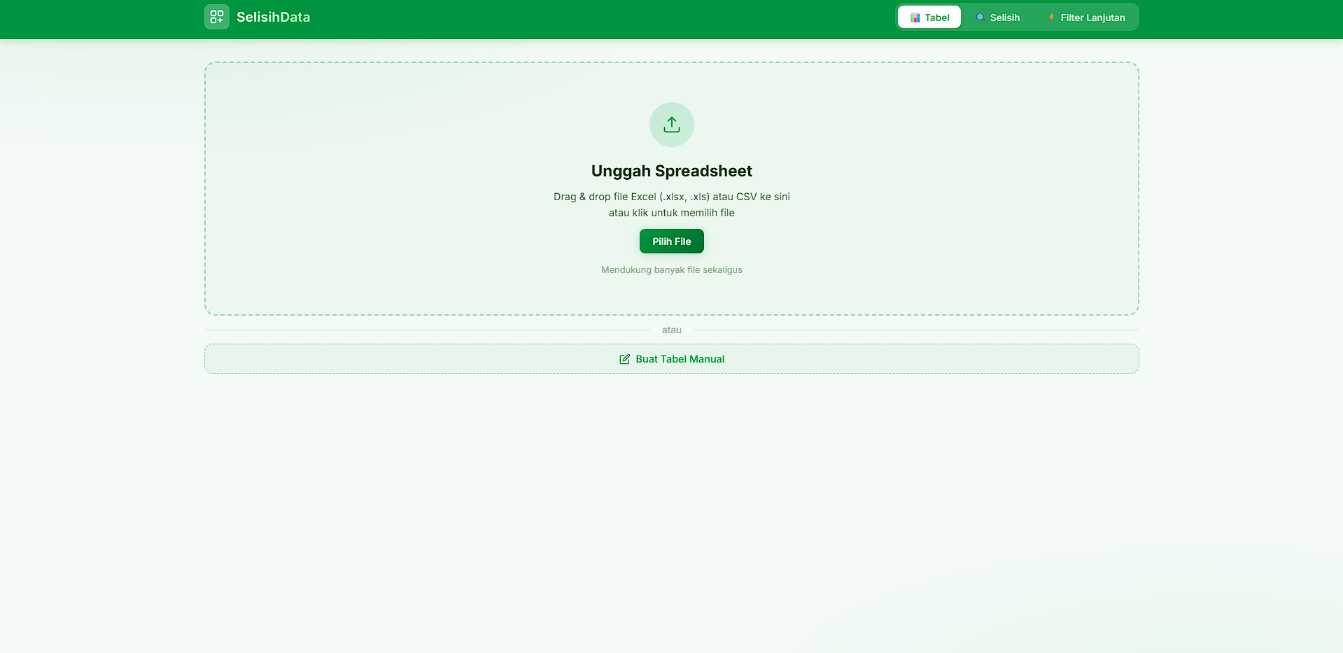 SelisihData
Tabel
Selisih
Filter Lanjutan
Unggah Spreadsheet
Drag & drop file Excel (.xlsx, .xls) atau CSV ke sini
atau klik untuk memilih file
Pilih File
Mendukung banyak file sekaligus
atau
Buat Tabel Manual